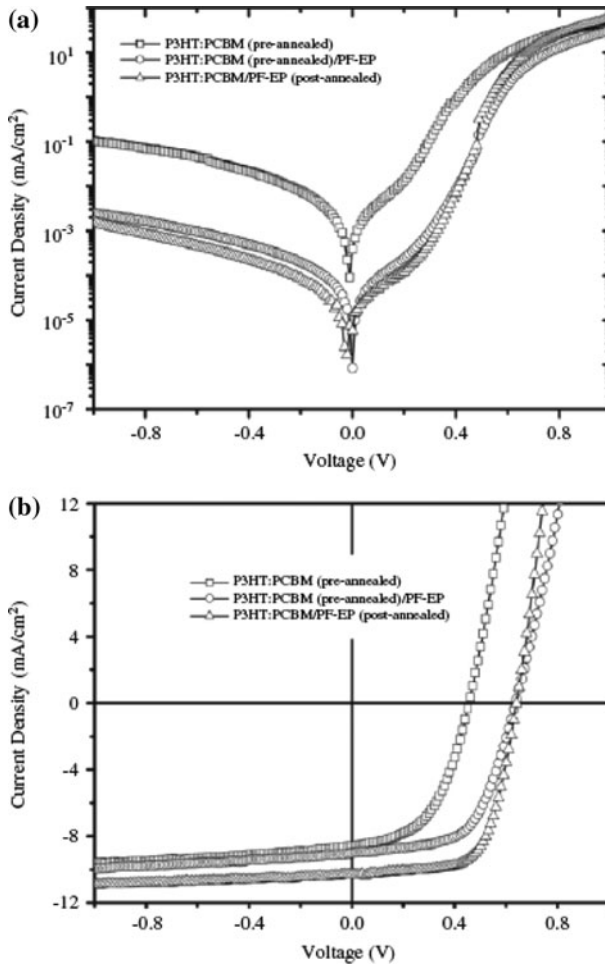 (a)
10¹
10⁻¹
10⁻³
10⁻⁵
10⁻⁷
Current Density (mA/cm²)
P3HT:PCBM (pre-annealed)
P3HT:PCBM (pre-annealed)/PF-EP
P3HT:PCBM/PF-EP (post-annealed)
-0.8 -0.4 0.0 0.4 0.8
Voltage (V)
(b)
12
8
4
0
-4
-8
-12
Current Density (mA/cm²)
P3HT:PCBM (pre-annealed)
P3HT:PCBM (pre-annealed)/PF-EP
P3HT:PCBM/PF-EP (post-annealed)
-0.8 -0.4 0.0 0.4 0.8
Voltage (V)